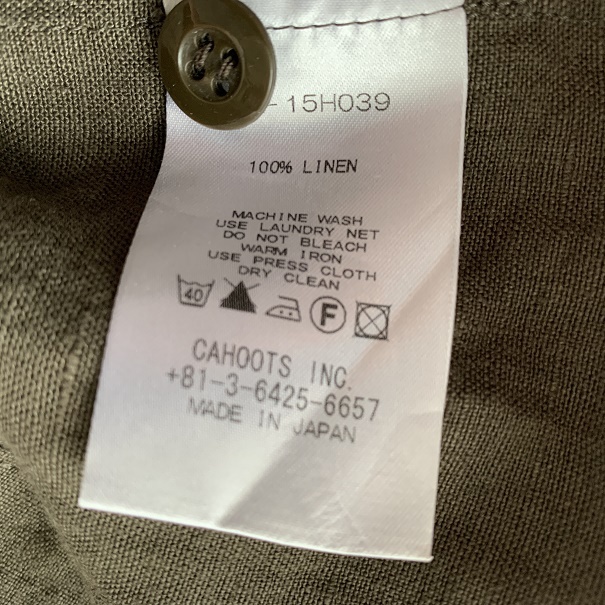 - 15H039
100% LINEN
MACHINE WASH
USE LAUNDRY NET
DO NOT BLEACH
WARM IRON
USE PRESS CLOTH
DRY CLEAN
40 F
CAHOOTS INC.
+81-3-6425-6657
MADE IN JAPAN